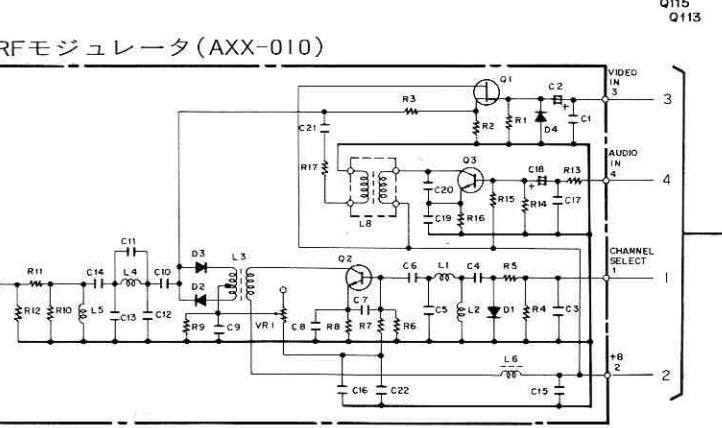 Q115
Q113
RFモジュレータ(AXX-010)
Q1
C2
VIDEO
IN
3
3
R3
C21
R2
R1
D4
C1
R17
Q3
C18
R13
AUDIO
IN
4
4
C20
C19
R16
R15
R14
C17
L8
C11
D3
L3
Q2
CHANNEL
SELECT
1
1
R11
C14
L4
C10
D2
C6
L1
C4
R5
R12
R10
L5
C13
C12
R9
C9
VR1
C8
R8
C7
R7
R6
C5
L2
D1
R4
C3
L6
+B
2
2
C16
C22
C15